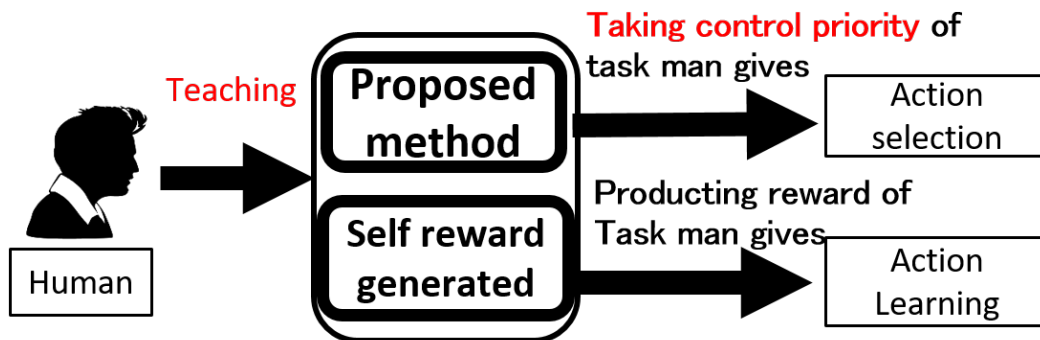 Teaching
Human
Proposed
method
Self reward
generated
Taking control priority of
task man gives
Producting reward of
Task man gives
Action
selection
Action
Learning